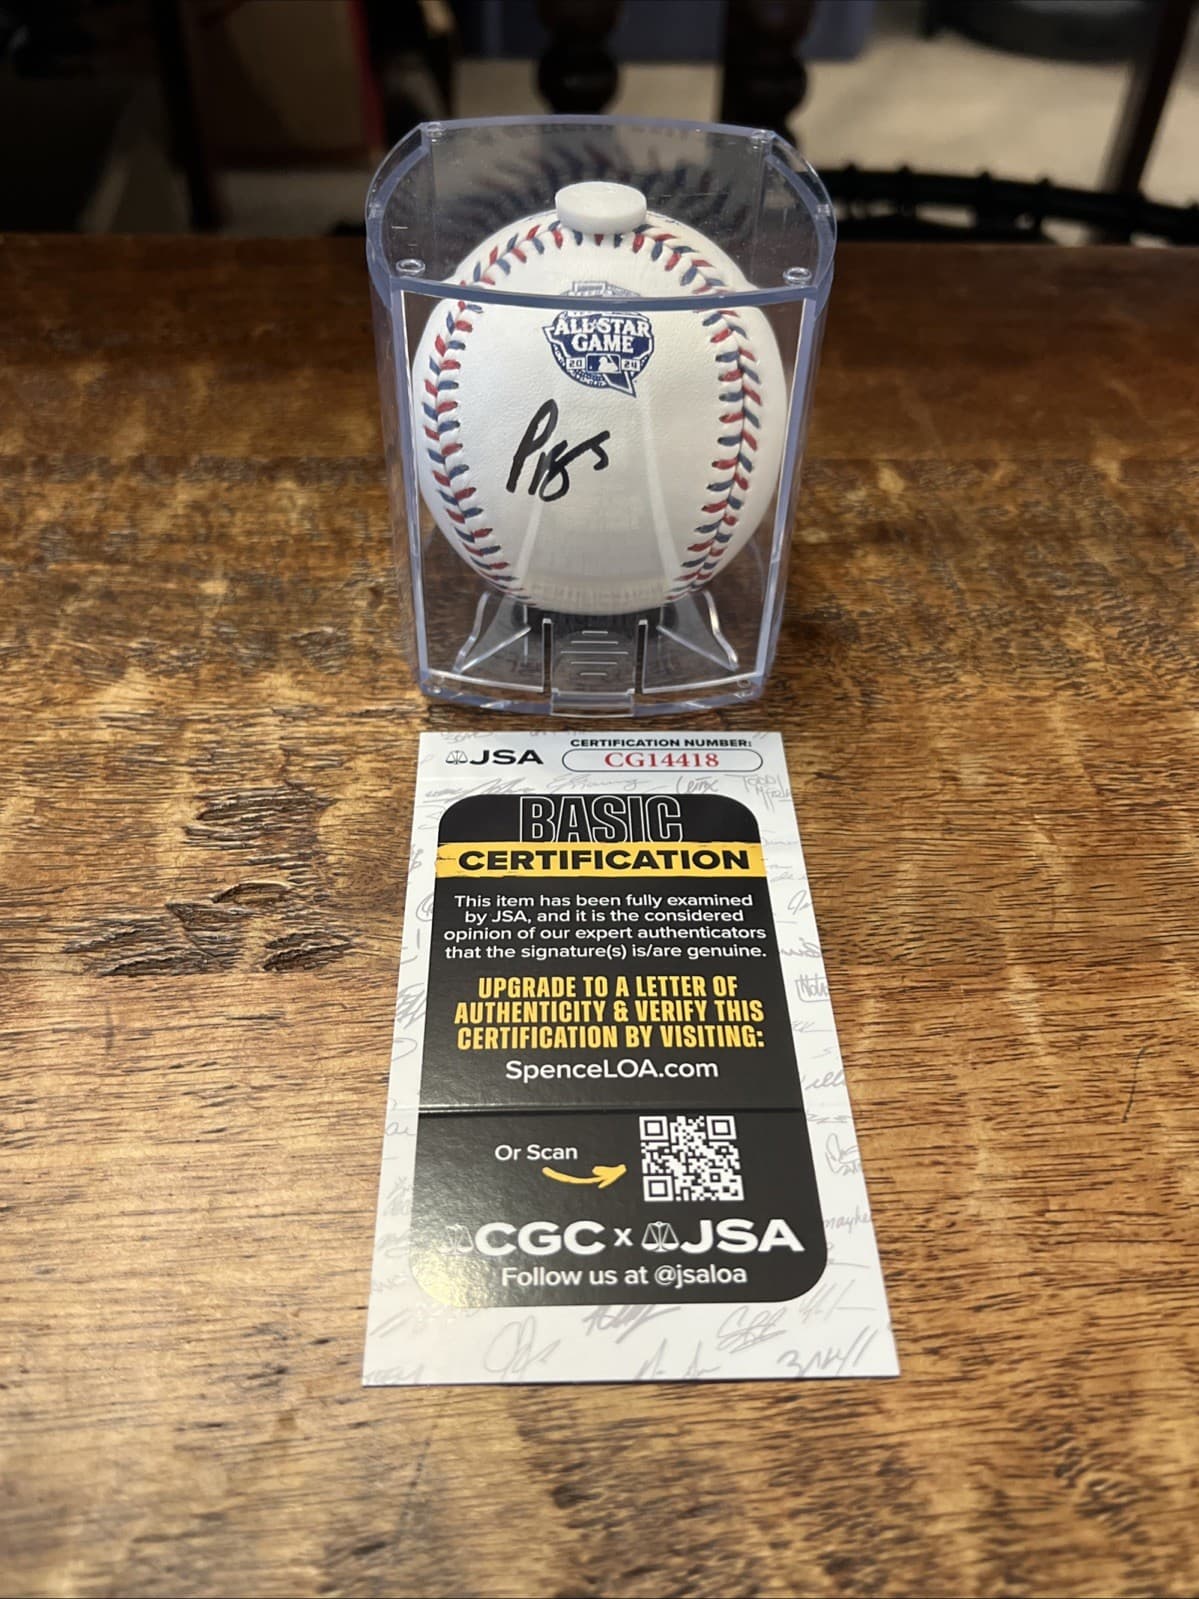 ALL-STAR
GAME
20 24
JSA
CERTIFICATION NUMBER:
CG14418
BASIC
CERTIFICATION
This item has been fully examined
by JSA, and it is the considered
opinion of our expert authenticators
that the signature(s) is/are genuine.
UPGRADE TO A LETTER OF
AUTHENTICITY & VERIFY THIS
CERTIFICATION BY VISITING:
SpenceLOA.com
Or Scan
CGC x JSA
Follow us at @jsaloa